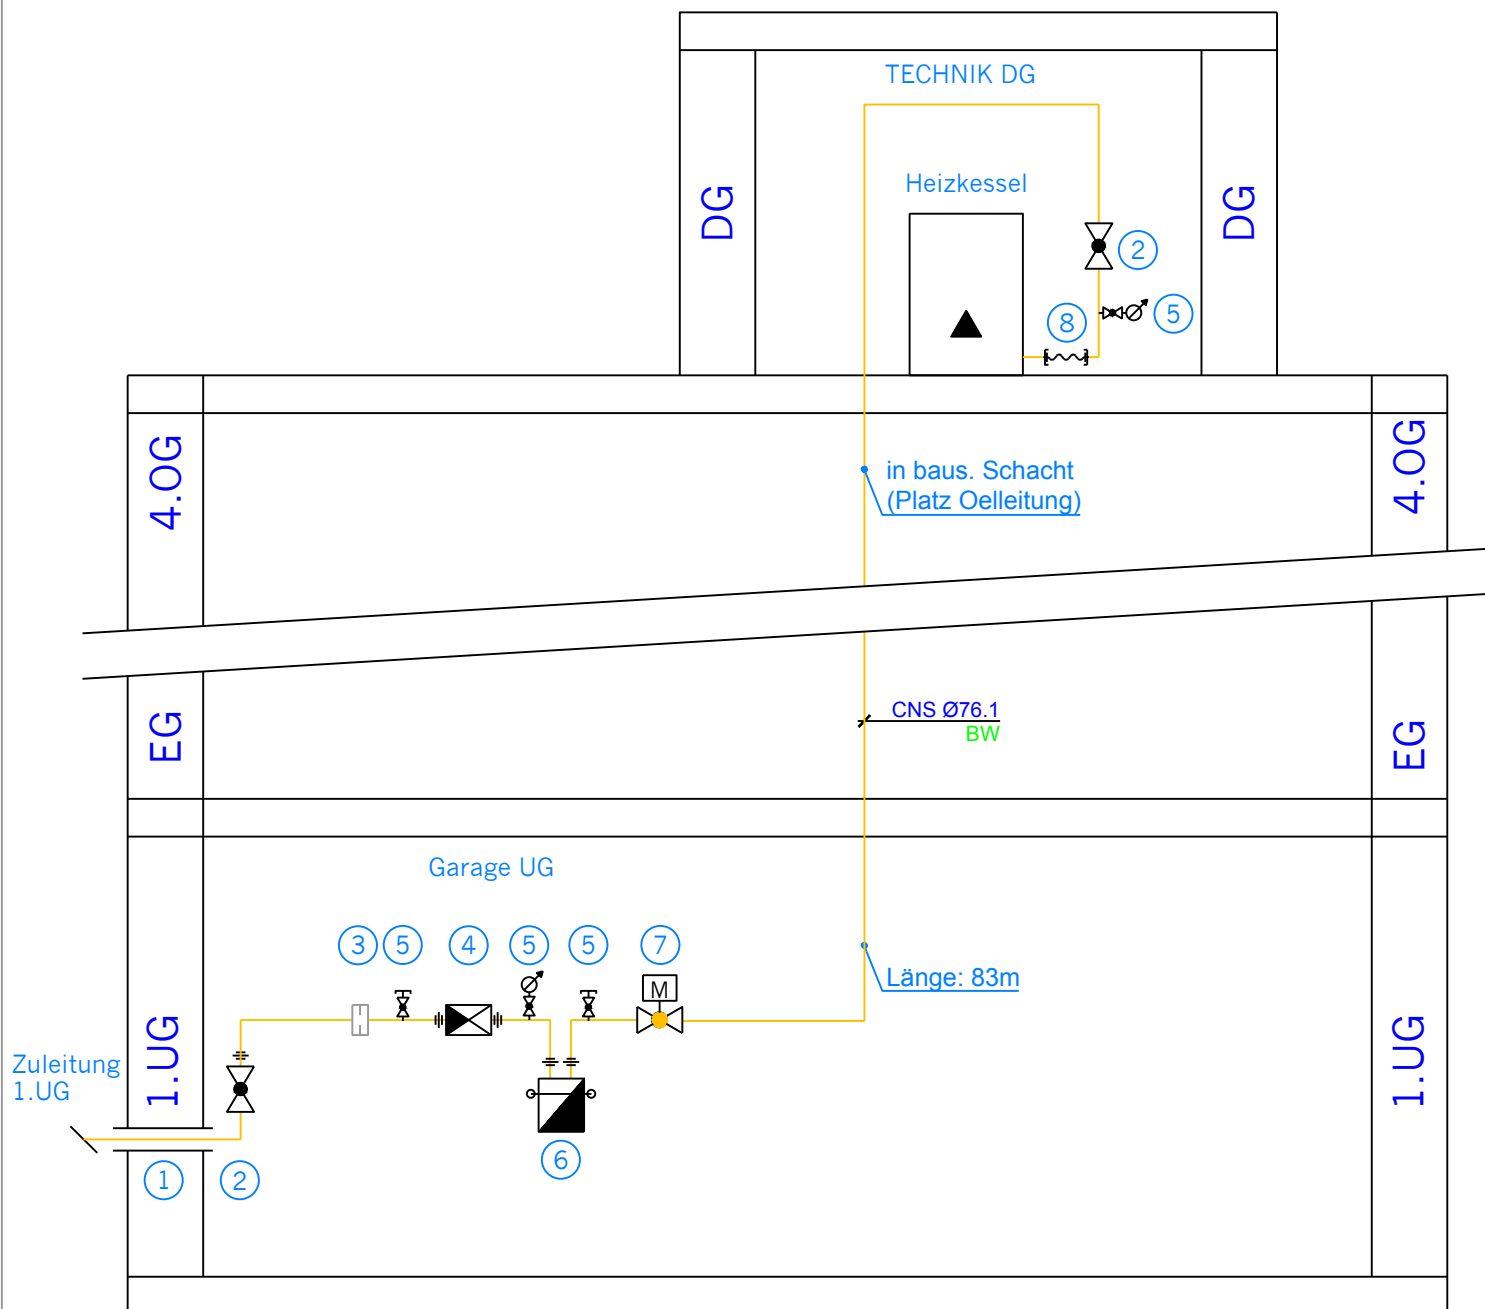 TECHNIK DG
Heizkessel
DG
DG
2
5
8
4.OG
4.OG
in baus. Schacht
(Platz Oelleitung)
CNS Ø76.1
BW
EG
EG
Garage UG
3
5
4
5
5
7
M
Länge: 83m
Zuleitung
1.UG
1.UG
1.UG
1
2
6